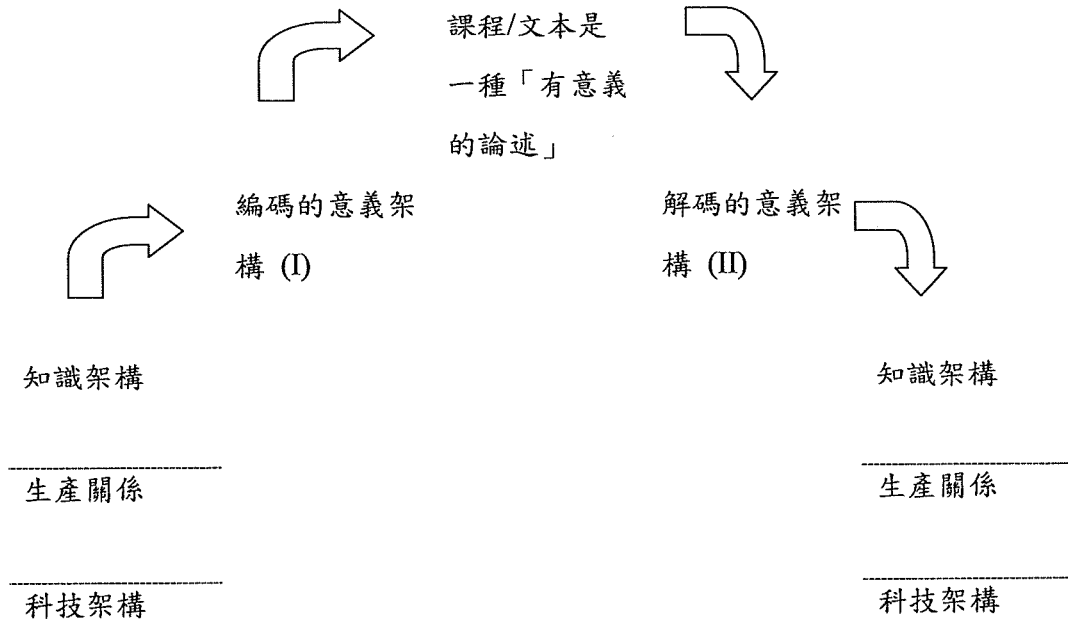 課程/文本是
一種「有意義
的論述」
編碼的意義架
構 (I)
解碼的意義架
構 (II)
知識架構
生產關係
科技架構
知識架構
生產關係
科技架構